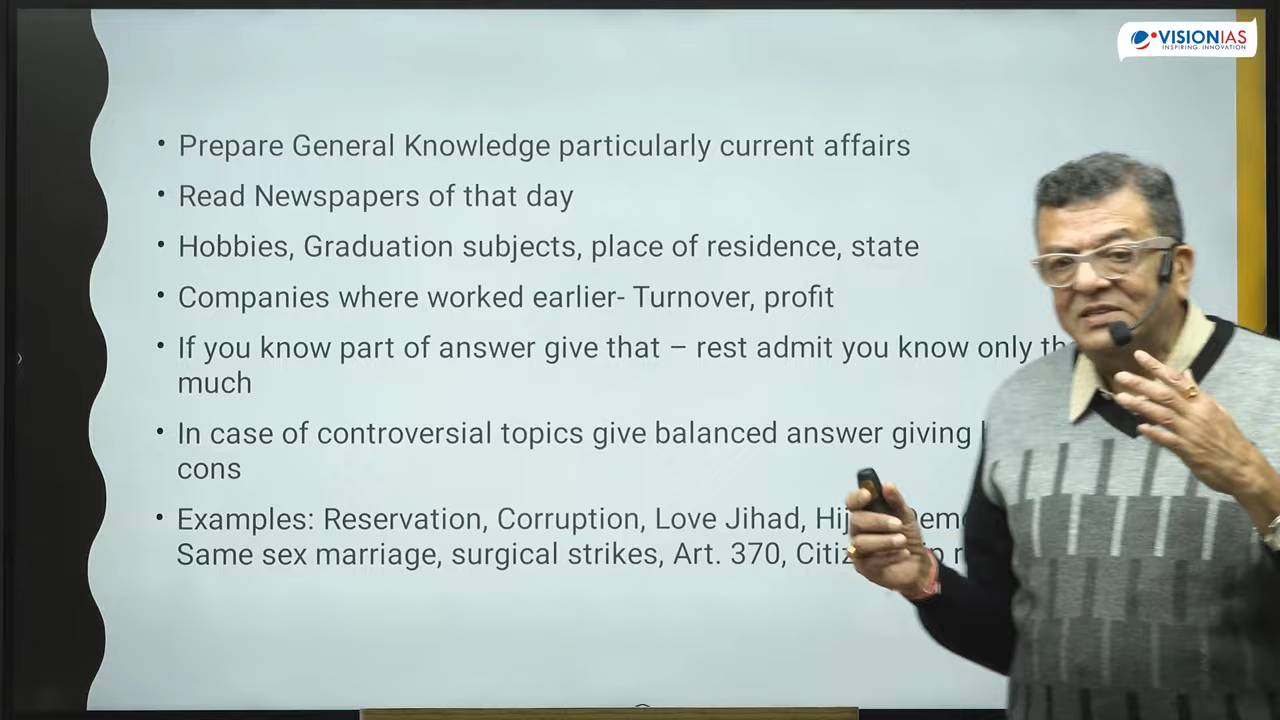 VISIONIAS
INSPIRING INNOVATION
• Prepare General Knowledge particularly current affairs
• Read Newspapers of that day
• Hobbies, Graduation subjects, place of residence, state
• Companies where worked earlier- Turnover, profit
• If you know part of answer give that – rest admit you know only
much
• In case of controversial topics give balanced answer giving
cons
• Examples: Reservation, Corruption, Love Jihad,
Same sex marriage, surgical strikes, Art. 370,